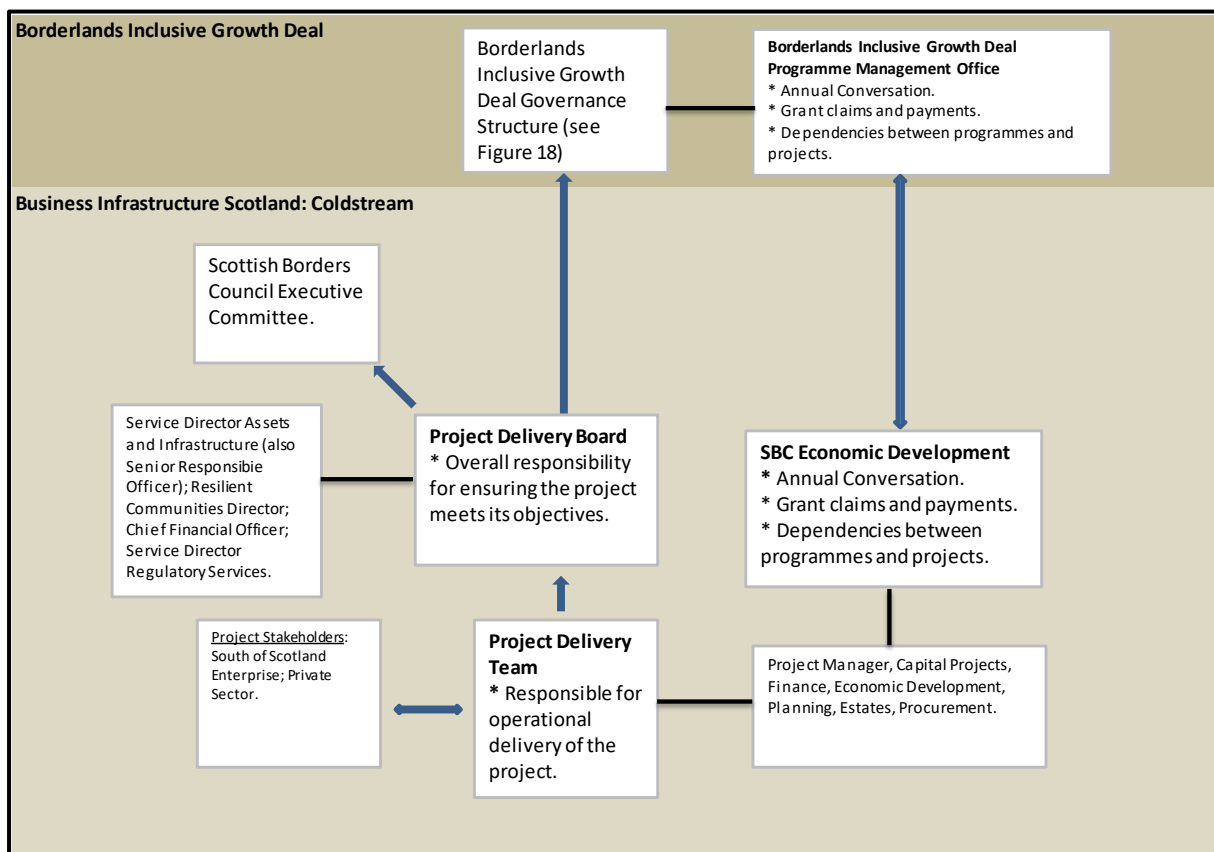 Borderlands Inclusive Growth Deal
Borderlands
Inclusive Growth
Deal Governance
Structure (see
Figure 18)
Borderlands Inclusive Growth Deal
Programme Management Office
* Annual Conversation.
* Grant claims and payments.
* Dependencies between programmes and
projects.
Business Infrastructure Scotland: Coldstream
Scottish Borders
Council Executive
Committee.
Service Director Assets
and Infrastructure (also
Senior Responsibie
Officer); Resilient
Communities Director;
Chief Financial Officer;
Service Director
Regulatory Services.
Project Delivery Board
* Overall responsibility
for ensuring the project
meets its objectives.
SBC Economic Development
* Annual Conversation.
* Grant claims and payments.
* Dependencies between
programmes and projects.
Project Stakeholders:
South of Scotland
Enterprise; Private
Sector.
Project Delivery
Team
* Responsible for
operational
delivery of the
project.
Project Manager, Capital Projects,
Finance, Economic Development,
Planning, Estates, Procurement.